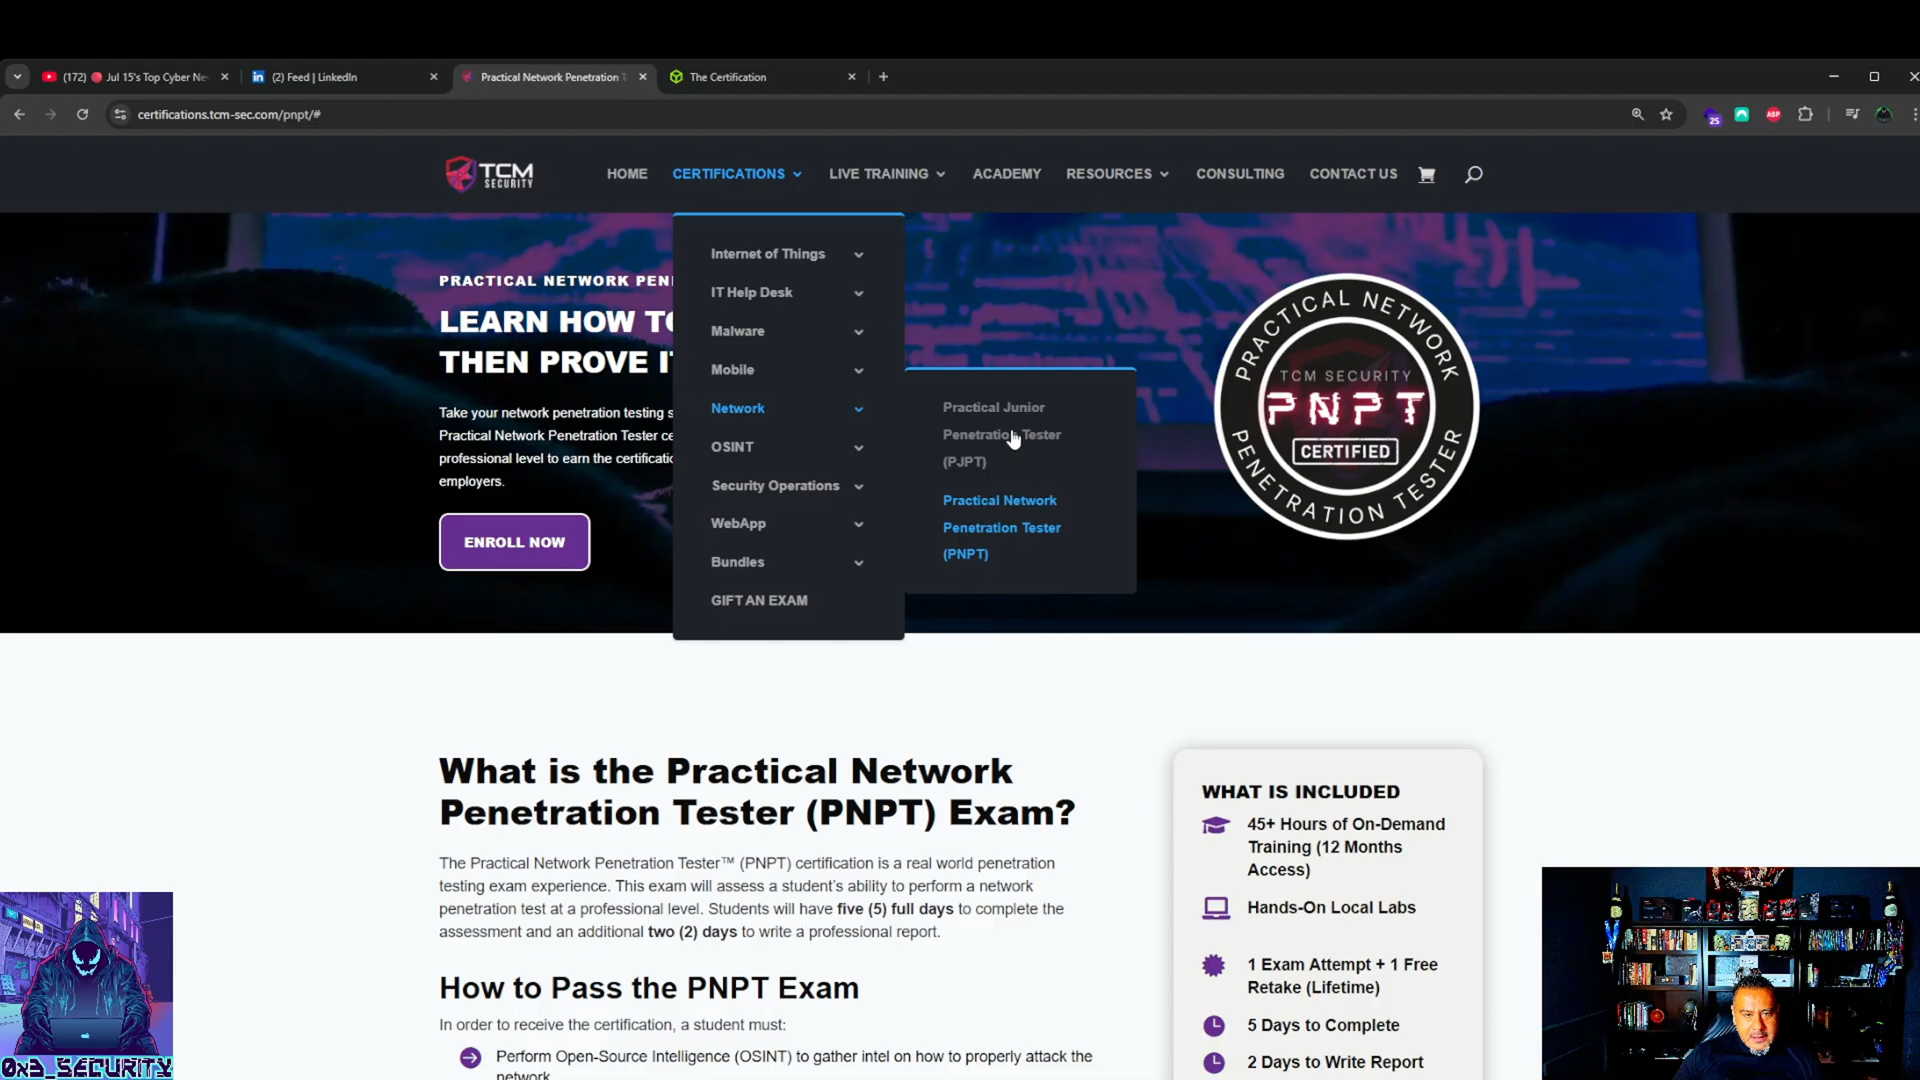 (172) Jul 15's Top Cyber Ne
(2) Feed | LinkedIn
Practical Network Penetration T
The Certification
certifications.tcm-sec.com/pnpt/#
25
ABP
TCM
SECURITY
HOME
CERTIFICATIONS
LIVE TRAINING
ACADEMY
RESOURCES
CONSULTING
CONTACT US
PRACTICAL NETWORK PEN
LEARN HOW TO
THEN PROVE IT
Take your network penetration testing s
Practical Network Penetration Tester ce
professional level to earn the certificatio
employers.
ENROLL NOW
Internet of Things
IT Help Desk
Malware
Mobile
Network
OSINT
Security Operations
WebApp
Bundles
GIFT AN EXAM
Practical Junior
Penetration Tester
(PJPT)
Practical Network
Penetration Tester
(PNPT)
PRACTICAL NETWORK
TCM SECURITY
PNPT
CERTIFIED
PENETRATION TESTER
What is the Practical Network
Penetration Tester (PNPT) Exam?
The Practical Network Penetration Tester™ (PNPT) certification is a real world penetration
testing exam experience. This exam will assess a student's ability to perform a network
penetration test at a professional level. Students will have five (5) full days to complete the
assessment and an additional two (2) days to write a professional report.
How to Pass the PNPT Exam
In order to receive the certification, a student must:
Perform Open-Source Intelligence (OSINT) to gather intel on how to properly attack the
network
WHAT IS INCLUDED
45+ Hours of On-Demand
Training (12 Months
Access)
Hands-On Local Labs
1 Exam Attempt + 1 Free
Retake (Lifetime)
5 Days to Complete
2 Days to Write Report
0x3_SECURITY